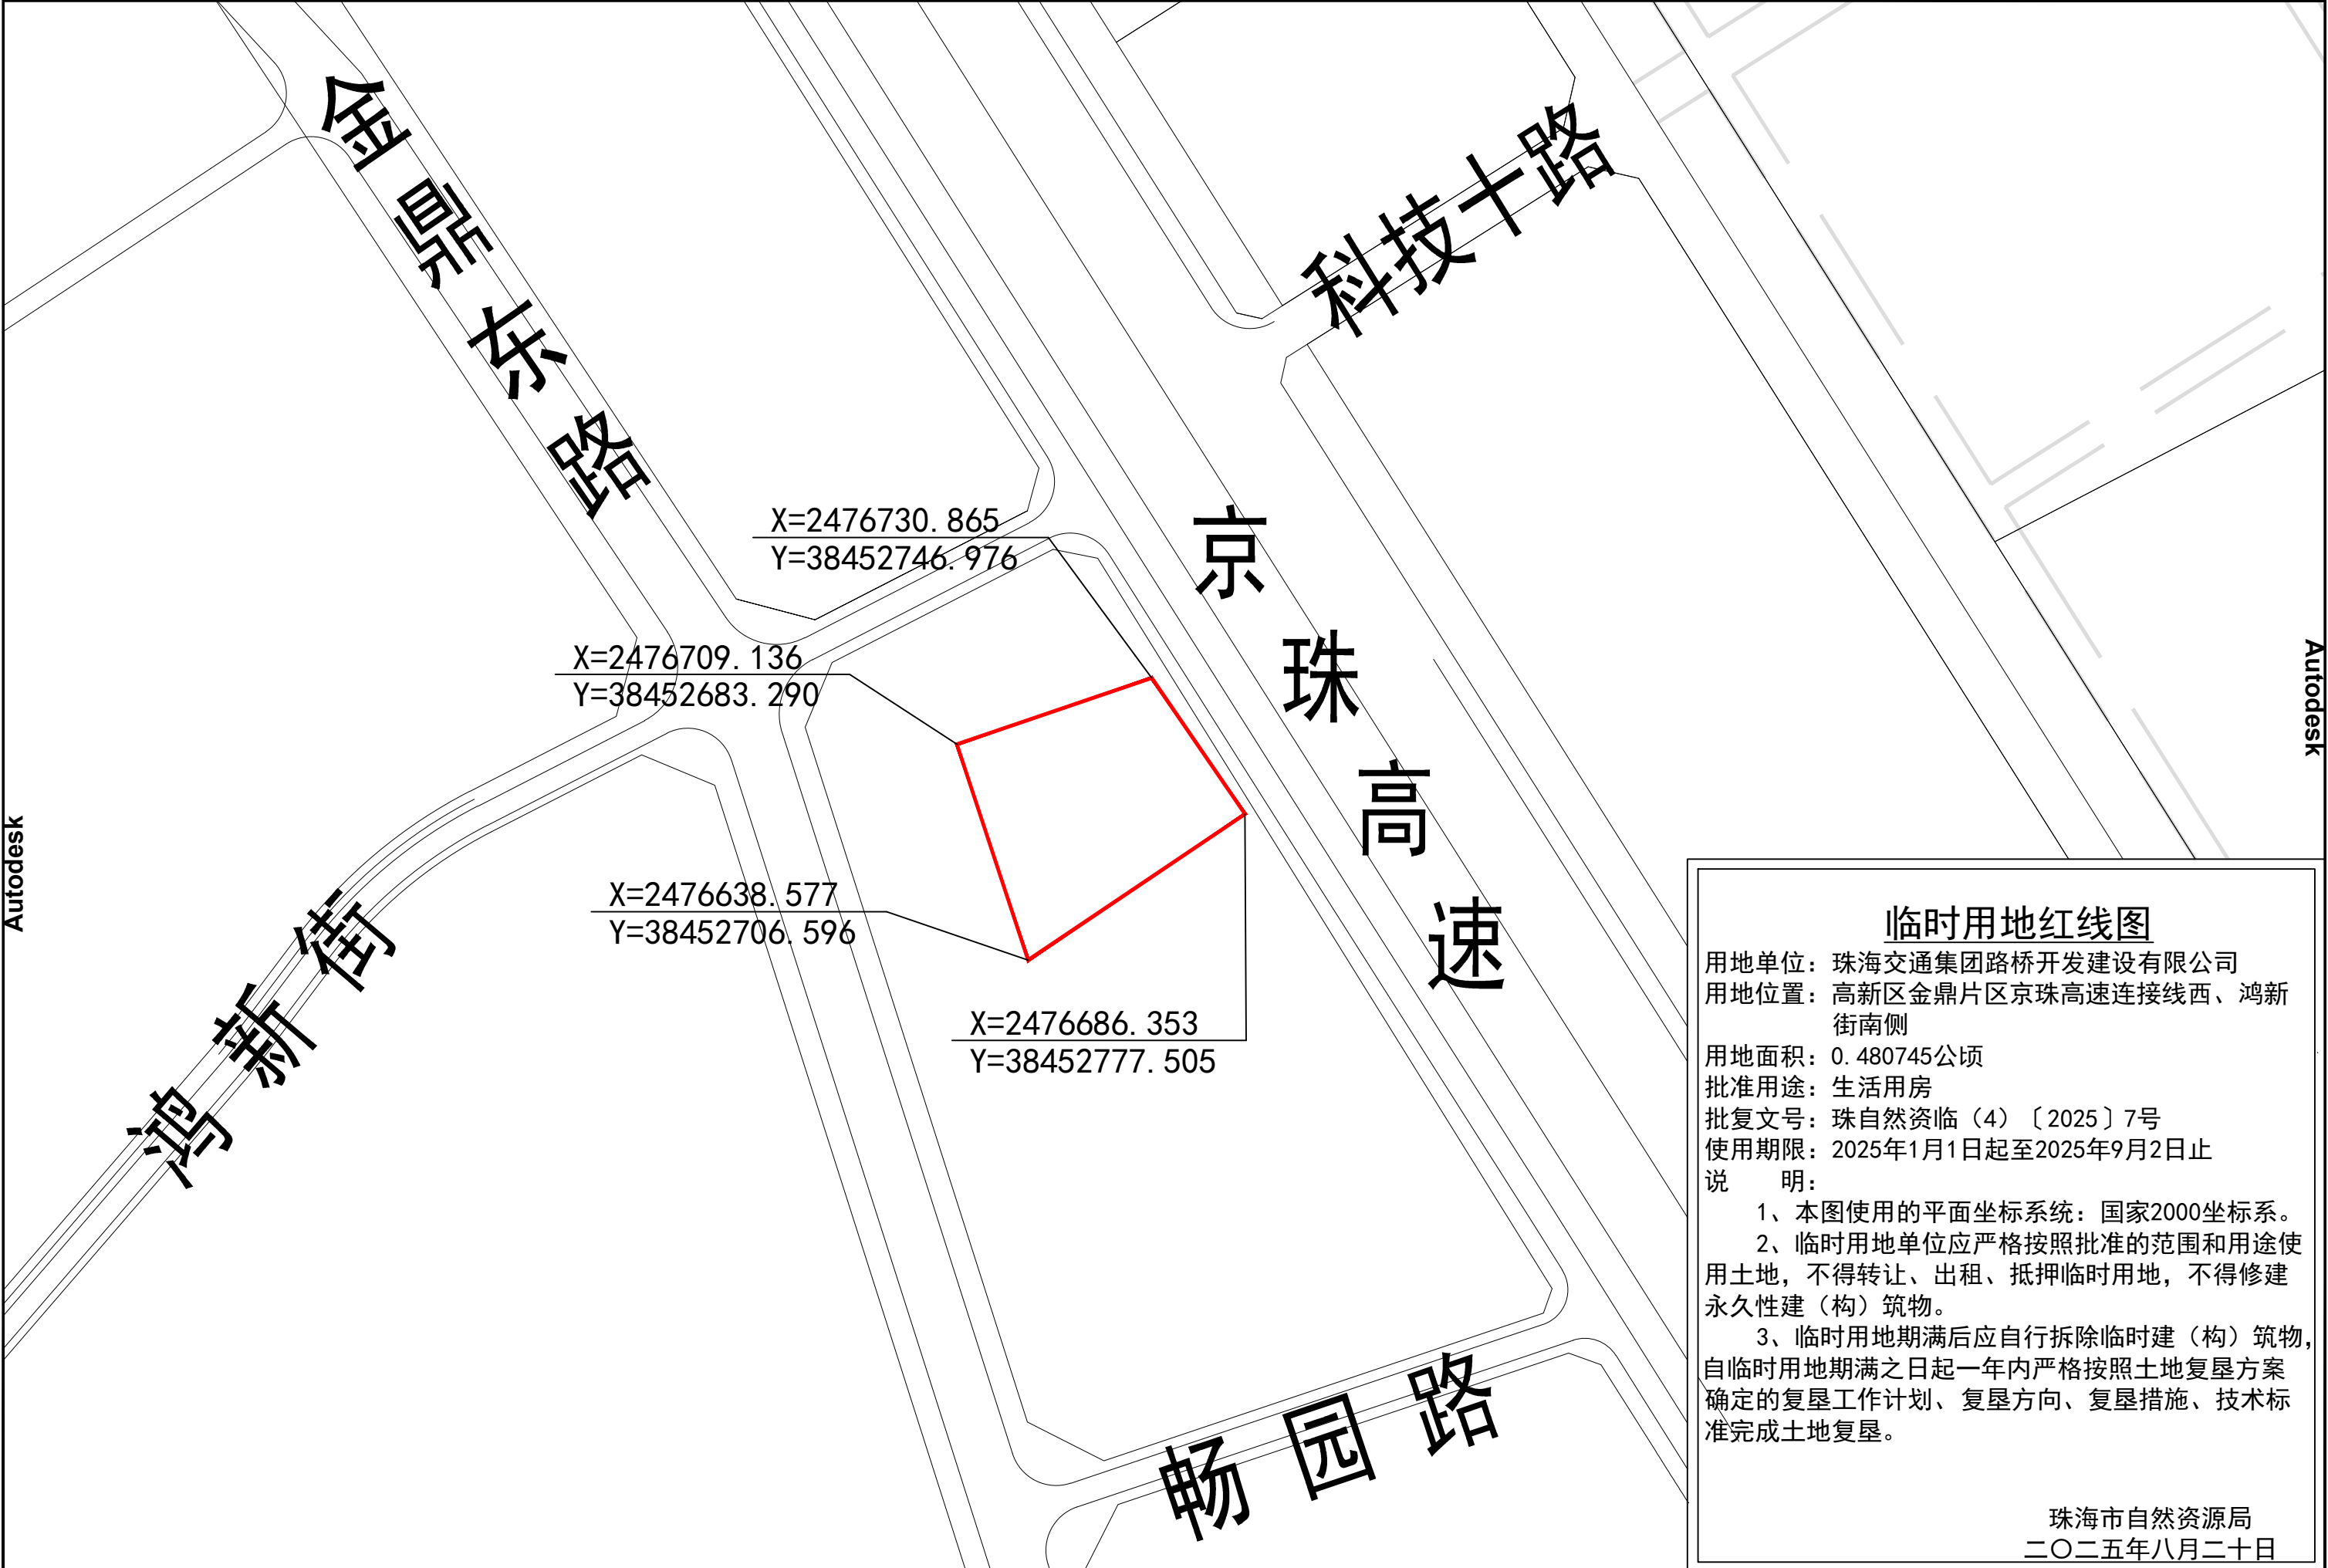 金鼎东路
科技十路
X=2476730.865
Y=38452746.976
京珠高速
X=2476709.136
Y=38452683.290
Autodesk
Autodesk
X=2476638.577
Y=38452706.596
鸿新街
X=2476686.353
Y=38452777.505
畅园路
临时用地红线图
用地单位：珠海交通集团路桥开发建设有限公司
用地位置：高新区金鼎片区京珠高速连接线西、鸿新
街南侧
用地面积：0.480745公顷
批准用途：生活用房
批复文号：珠自然资临（4）〔2025〕7号
使用期限：2025年1月1日起至2025年9月2日止
说　　明：
1、本图使用的平面坐标系统：国家2000坐标系。
2、临时用地单位应严格按照批准的范围和用途使
用土地，不得转让、出租、抵押临时用地，不得修建
永久性建（构）筑物。
3、临时用地期满后应自行拆除临时建（构）筑物，
自临时用地期满之日起一年内严格按照土地复垦方案
确定的复垦工作计划、复垦方向、复垦措施、技术标
准完成土地复垦。
珠海市自然资源局
二〇二五年八月二十日